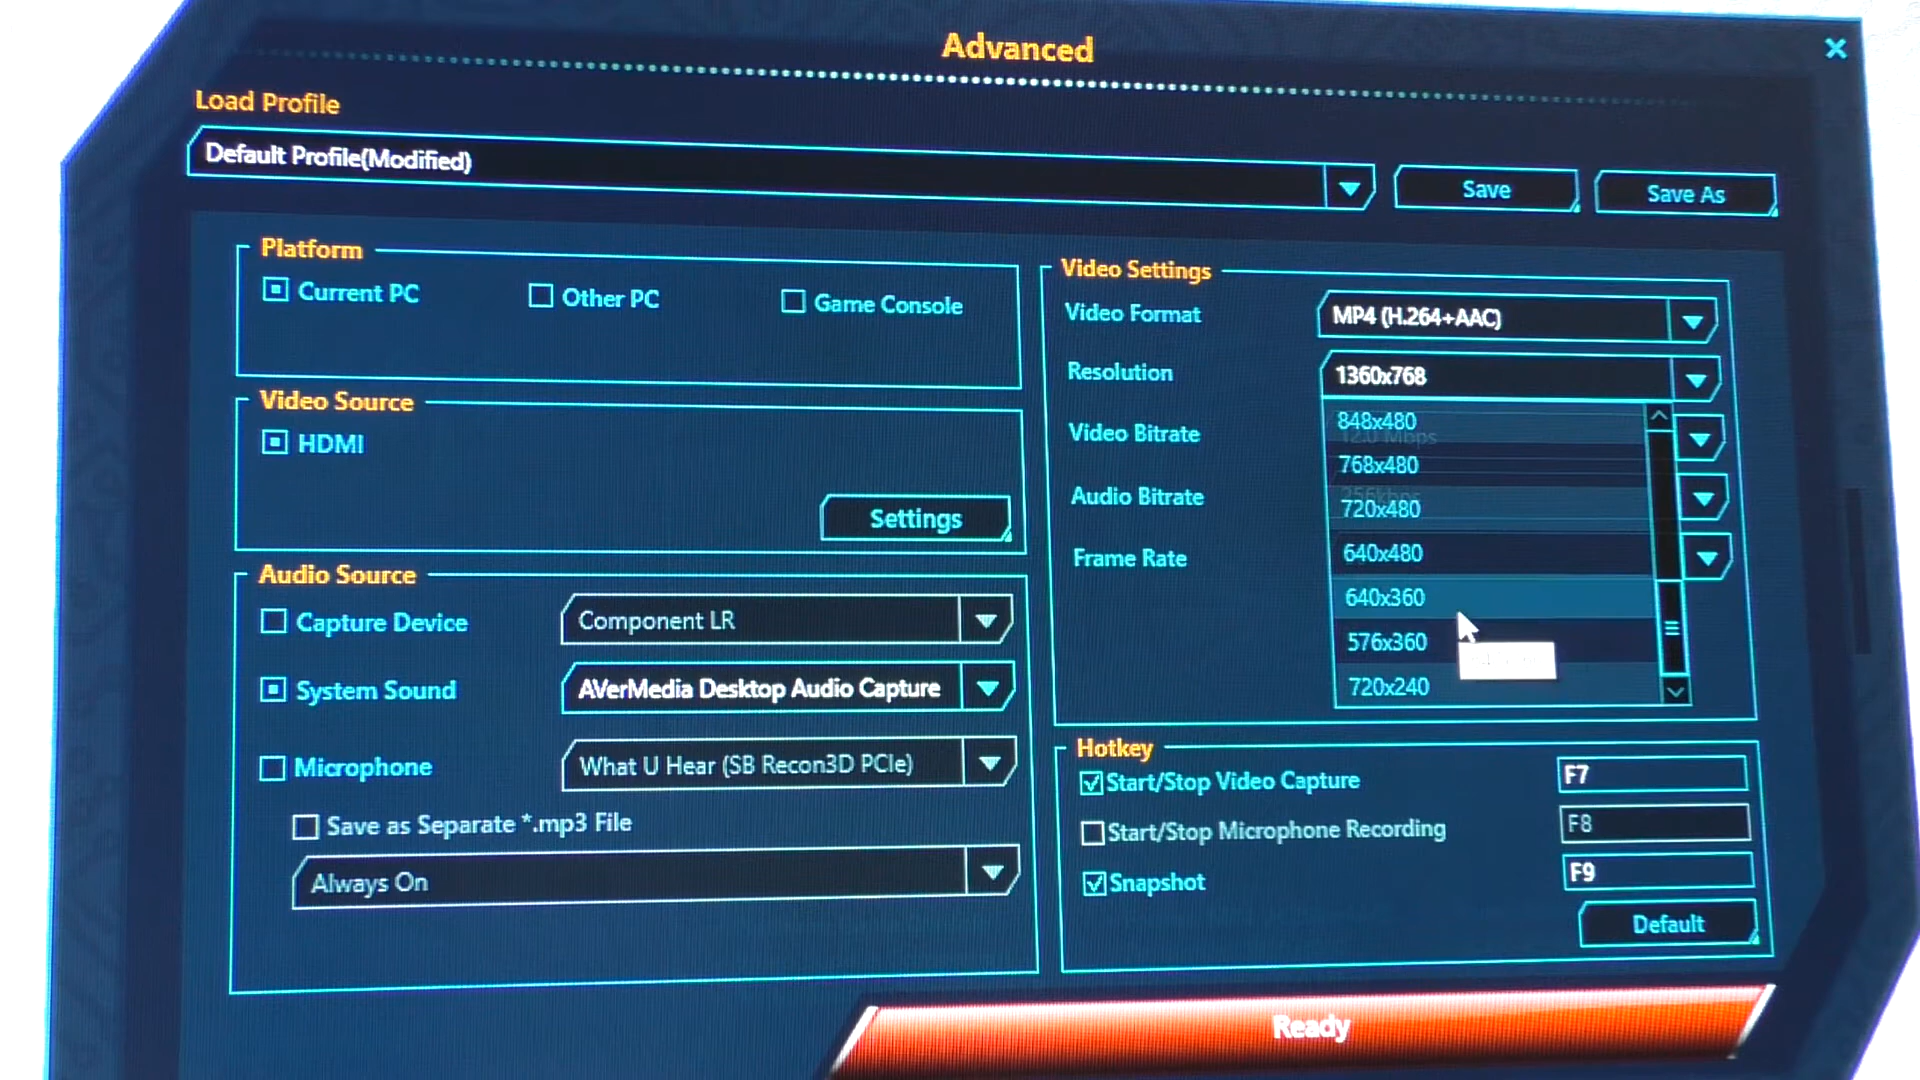 Advanced
Load Profile
Default Profile(Modified)
Save
Save As
Platform
Current PC
Other PC
Game Console
Video Source
HDMI
Settings
Audio Source
Capture Device
Component LR
System Sound
AVerMedia Desktop Audio Capture
Microphone
What U Hear (SB Recon3D PCIe)
Save as Separate *.mp3 File
Always On
Video Settings
Video Format
MP4 (H.264+AAC)
Resolution
1360x768
848x480
Video Bitrate
12.0 Mbps
768x480
Audio Bitrate
256kbps
720x480
640x480
Frame Rate
640x360
576x360
720x240
Hotkey
Start/Stop Video Capture
F7
Start/Stop Microphone Recording
F8
Snapshot
F9
Default
Ready